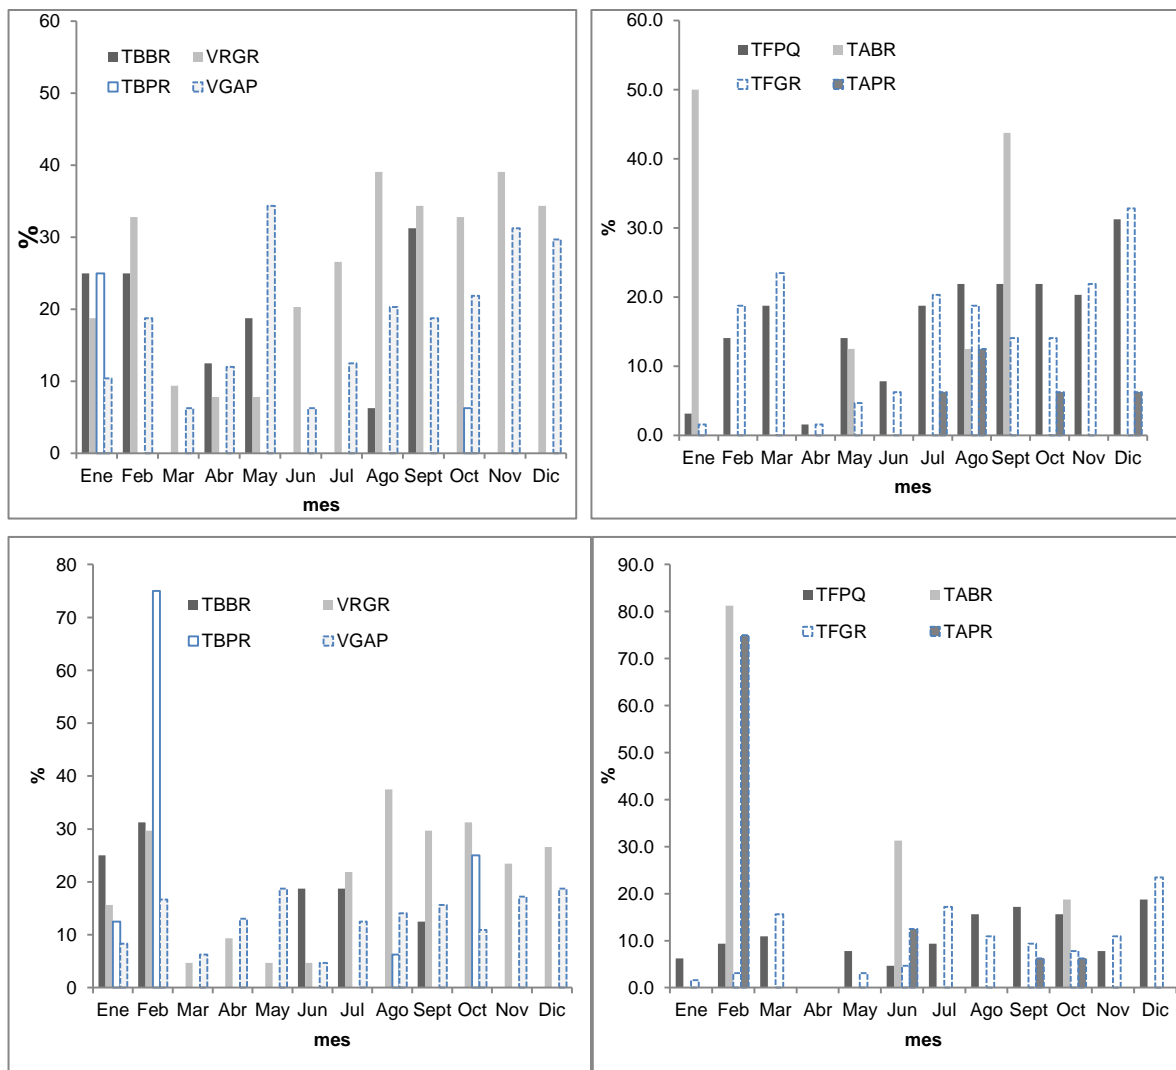 60
50
40
30
20
10
0
%
TBBR VRGR
TBPR VGAP
Ene Feb Mar Abr May Jun Jul Ago Sept Oct Nov Dic
mes
60.0
50.0
40.0
30.0
20.0
10.0
0.0
%
TFPQ TABR
TFGR TAPR
Ene Feb Mar Abr May Jun Jul Ago Sept Oct Nov Dic
mes
80
70
60
50
40
30
20
10
0
%
TBBR VRGR
TBPR VGAP
Ene Feb Mar Abr May Jun Jul Ago Sept Oct Nov Dic
mes
90.0
80.0
70.0
60.0
50.0
40.0
30.0
20.0
10.0
0.0
%
TFPQ TABR
TFGR TAPR
Ene Feb Mar Abr May Jun Jul Ago Sept Oct Nov Dic
mes